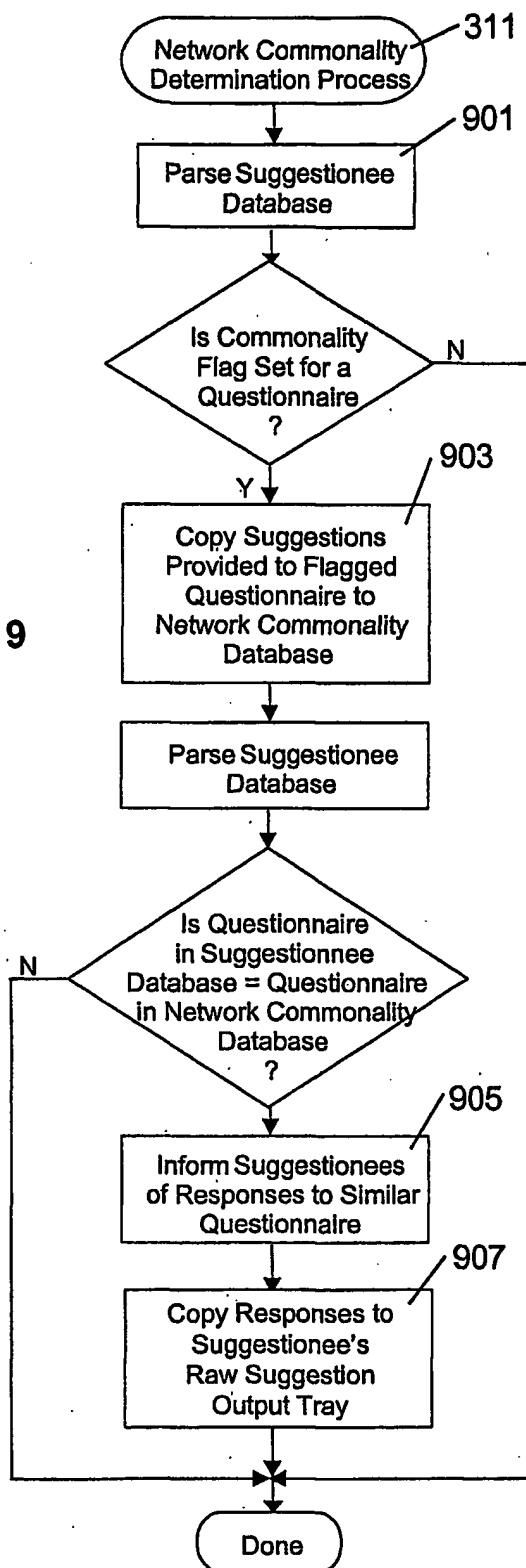 311
Network Commonality
Determination Process
901
Parse Suggestionee
Database
Is Commonality
Flag Set for a
Questionnaire
?
N
Y
903
Copy Suggestions
Provided to Flagged
Questionnaire to
Network Commonality
Database
9
Parse Suggestionee
Database
Is Questionnaire
in Suggestionnee
Database = Questionnaire
in Network Commonality
Database
?
N
905
Inform Suggestionees
of Responses to Similar
Questionnaire
907
Copy Responses to
Suggestionee's
Raw Suggestion
Output Tray
Done